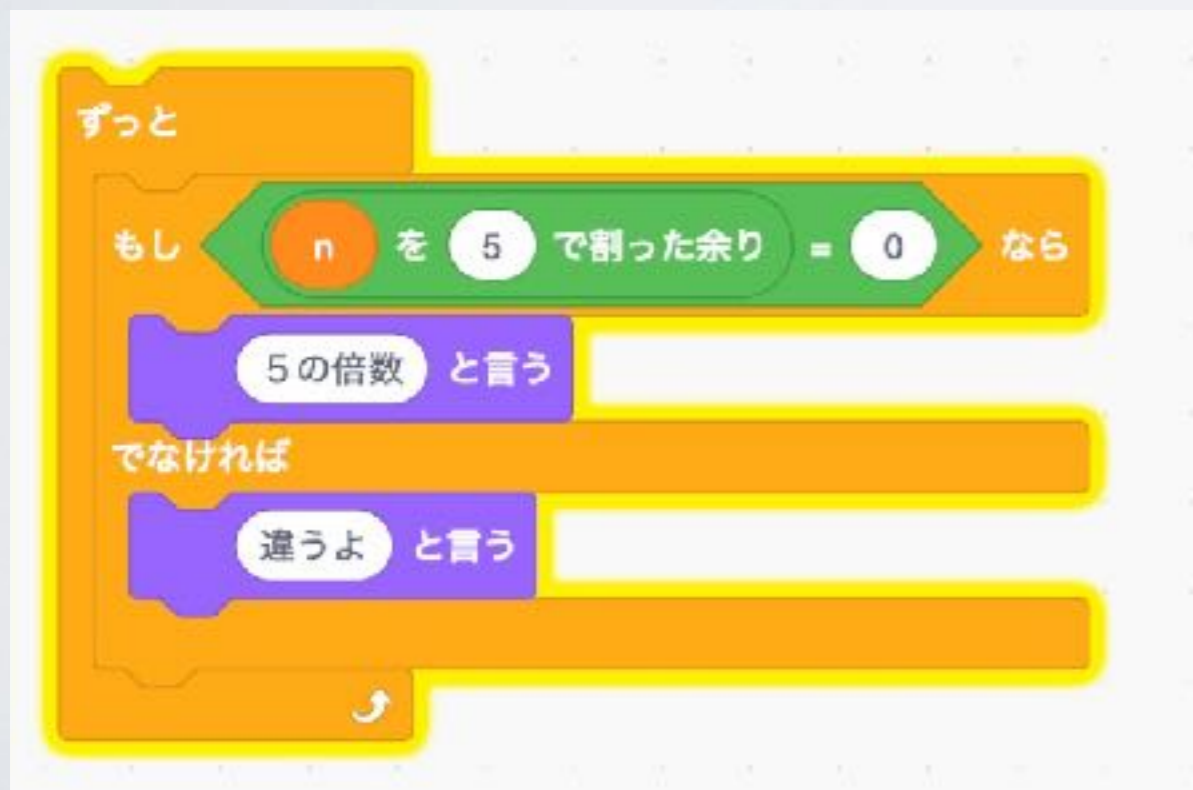 ずっと
もし n を 5 で割った余り = 0 なら
５の倍数 と言う
でなければ
違うよ と言う